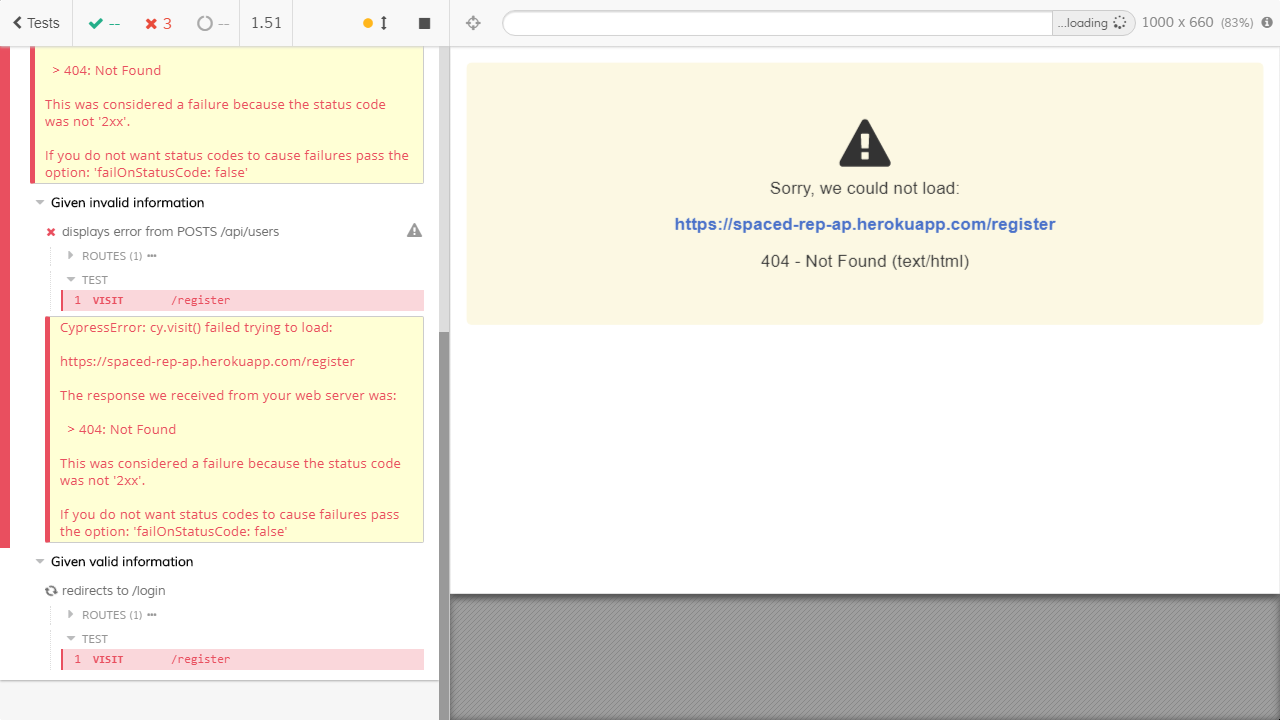 Tests -- 3 -- 1.51
...loading 1000 x 660 (83%)
> 404: Not Found
This was considered a failure because the status code
was not '2xx'.
If you do not want status codes to cause failures pass the
option: 'failOnStatusCode: false'
Given invalid information
displays error from POSTS /api/users
ROUTES (1)
TEST
1 VISIT /register
CypressError: cy.visit() failed trying to load:
https://spaced-rep-ap.herokuapp.com/register
The response we received from your web server was:
> 404: Not Found
This was considered a failure because the status code
was not '2xx'.
If you do not want status codes to cause failures pass
the option: 'failOnStatusCode: false'
Given valid information
redirects to /login
ROUTES (1)
TEST
1 VISIT /register
Sorry, we could not load:
https://spaced-rep-ap.herokuapp.com/register
404 - Not Found (text/html)